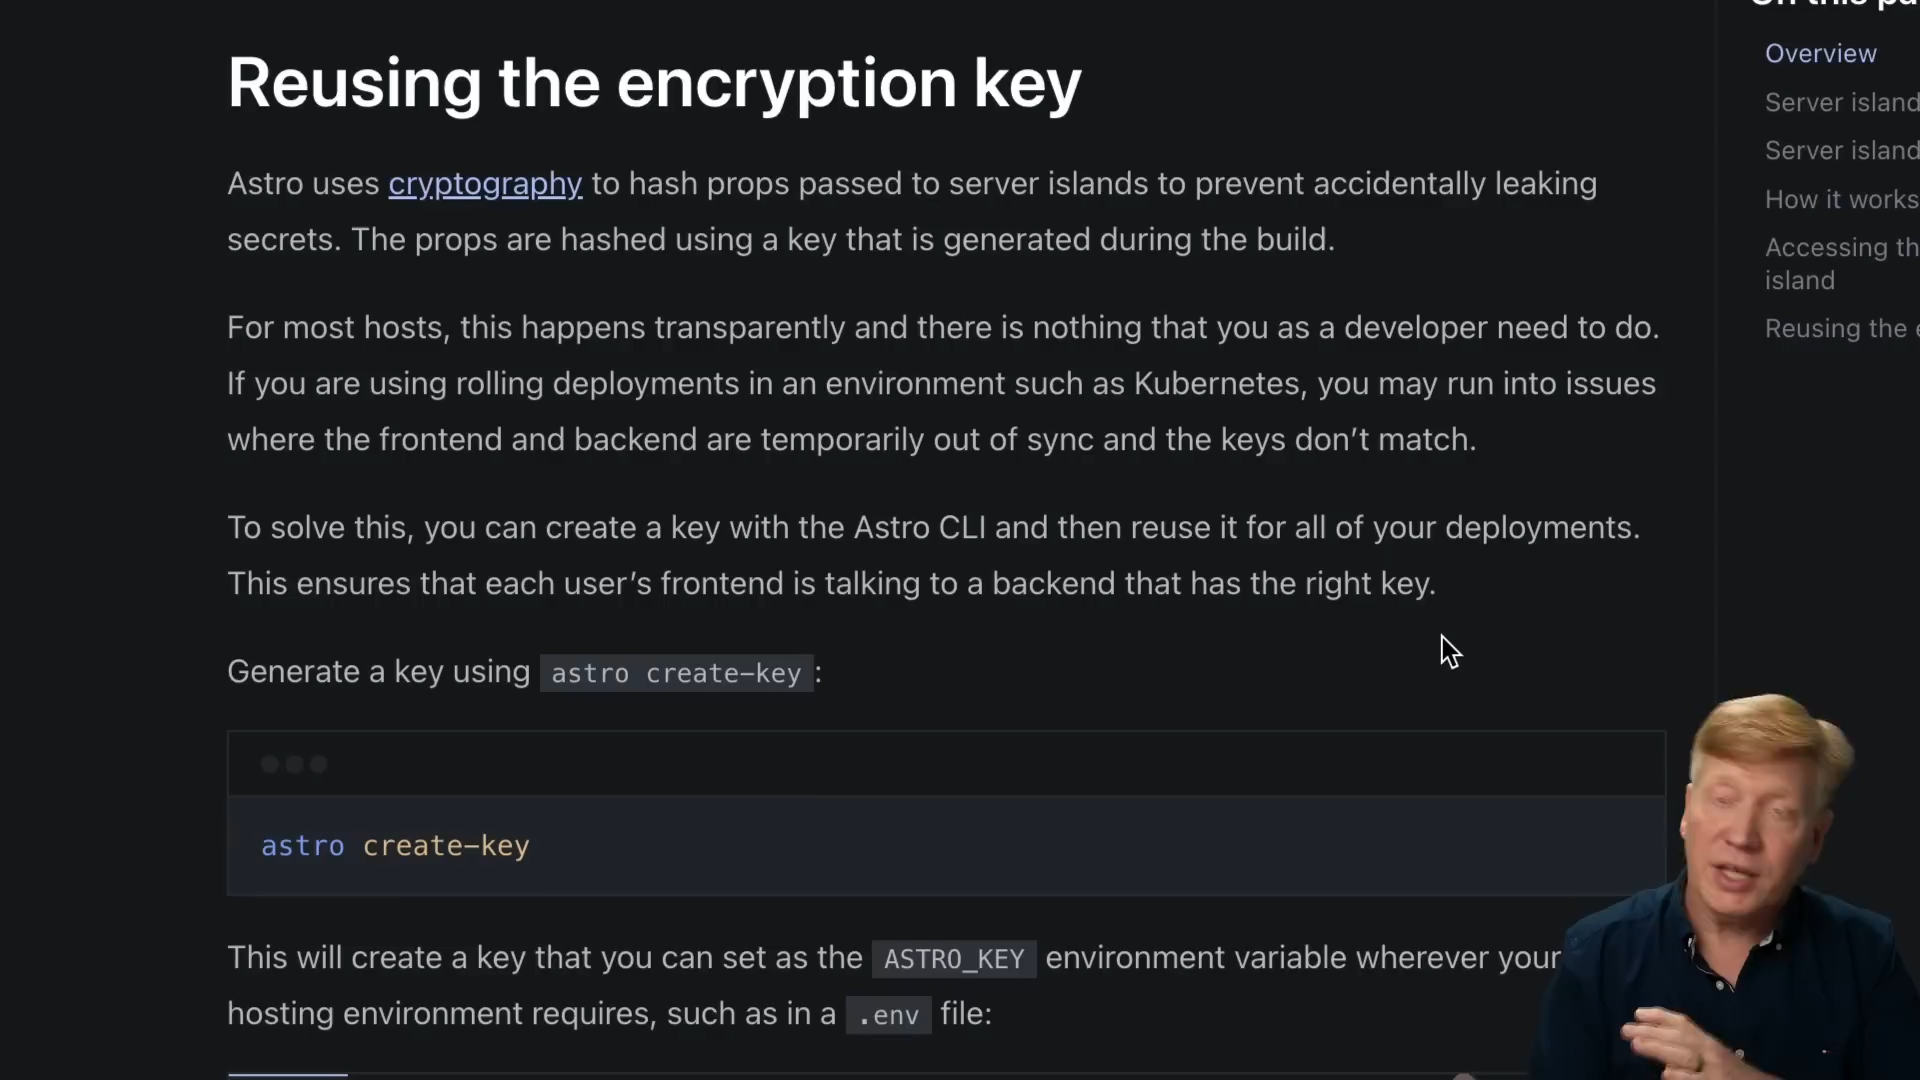 On this pa
Reusing the encryption key
Astro uses cryptography to hash props passed to server islands to prevent accidentally leaking
secrets. The props are hashed using a key that is generated during the build.
For most hosts, this happens transparently and there is nothing that you as a developer need to do.
If you are using rolling deployments in an environment such as Kubernetes, you may run into issues
where the frontend and backend are temporarily out of sync and the keys don’t match.
To solve this, you can create a key with the Astro CLI and then reuse it for all of your deployments.
This ensures that each user’s frontend is talking to a backend that has the right key.
Generate a key using astro create-key:
astro create-key
This will create a key that you can set as the ASTRO_KEY environment variable wherever your
hosting environment requires, such as in a .env file:
Overview
Server island
Server island
How it works
Accessing th
island
Reusing the e